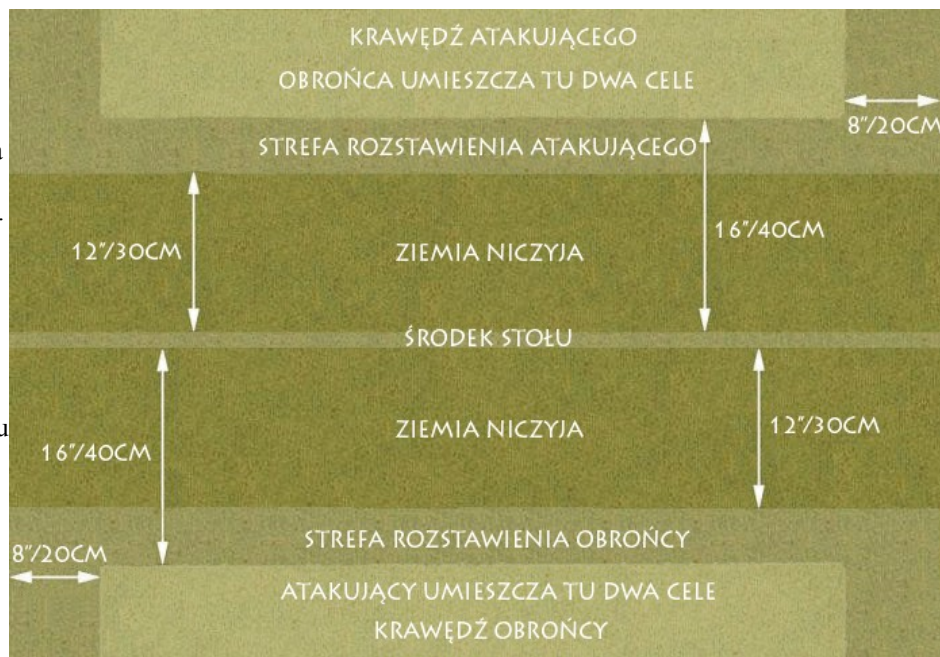 KRAWĘDŹ ATAKUJĄCEGO
OBROŃCA UMIESZCZA TU DWA CELE
8"/20CM
STREFA ROZSTAWIENIA ATAKUJĄCEGO
12"/30CM
ZIEMIA NICZYJA
16"/40CM
ŚRODEK STOŁU
ZIEMIA NICZYJA
12"/30CM
16"/40CM
STREFA ROZSTAWIENIA OBROŃCY
8"/20CM
ATAKUJĄCY UMIESZCZA TU DWA CELE
KRAWĘDŹ OBROŃCY